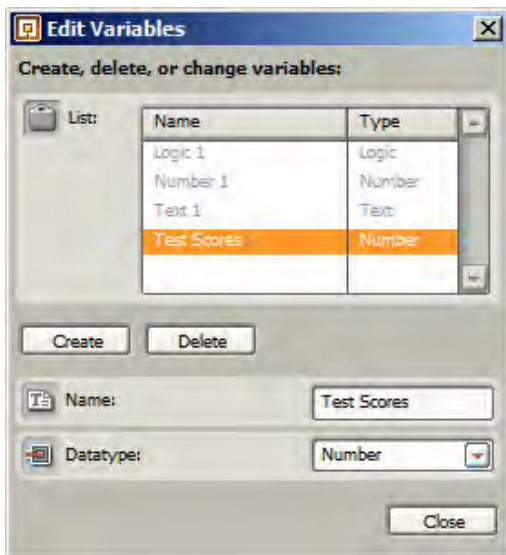 Edit Variables
Create, delete, or change variables:
List:
Name Type
Logic 1 Logic
Number 1 Number
Text 1 Text
Test Scores Number
Create Delete
Name: Test Scores
Datatype: Number
Close